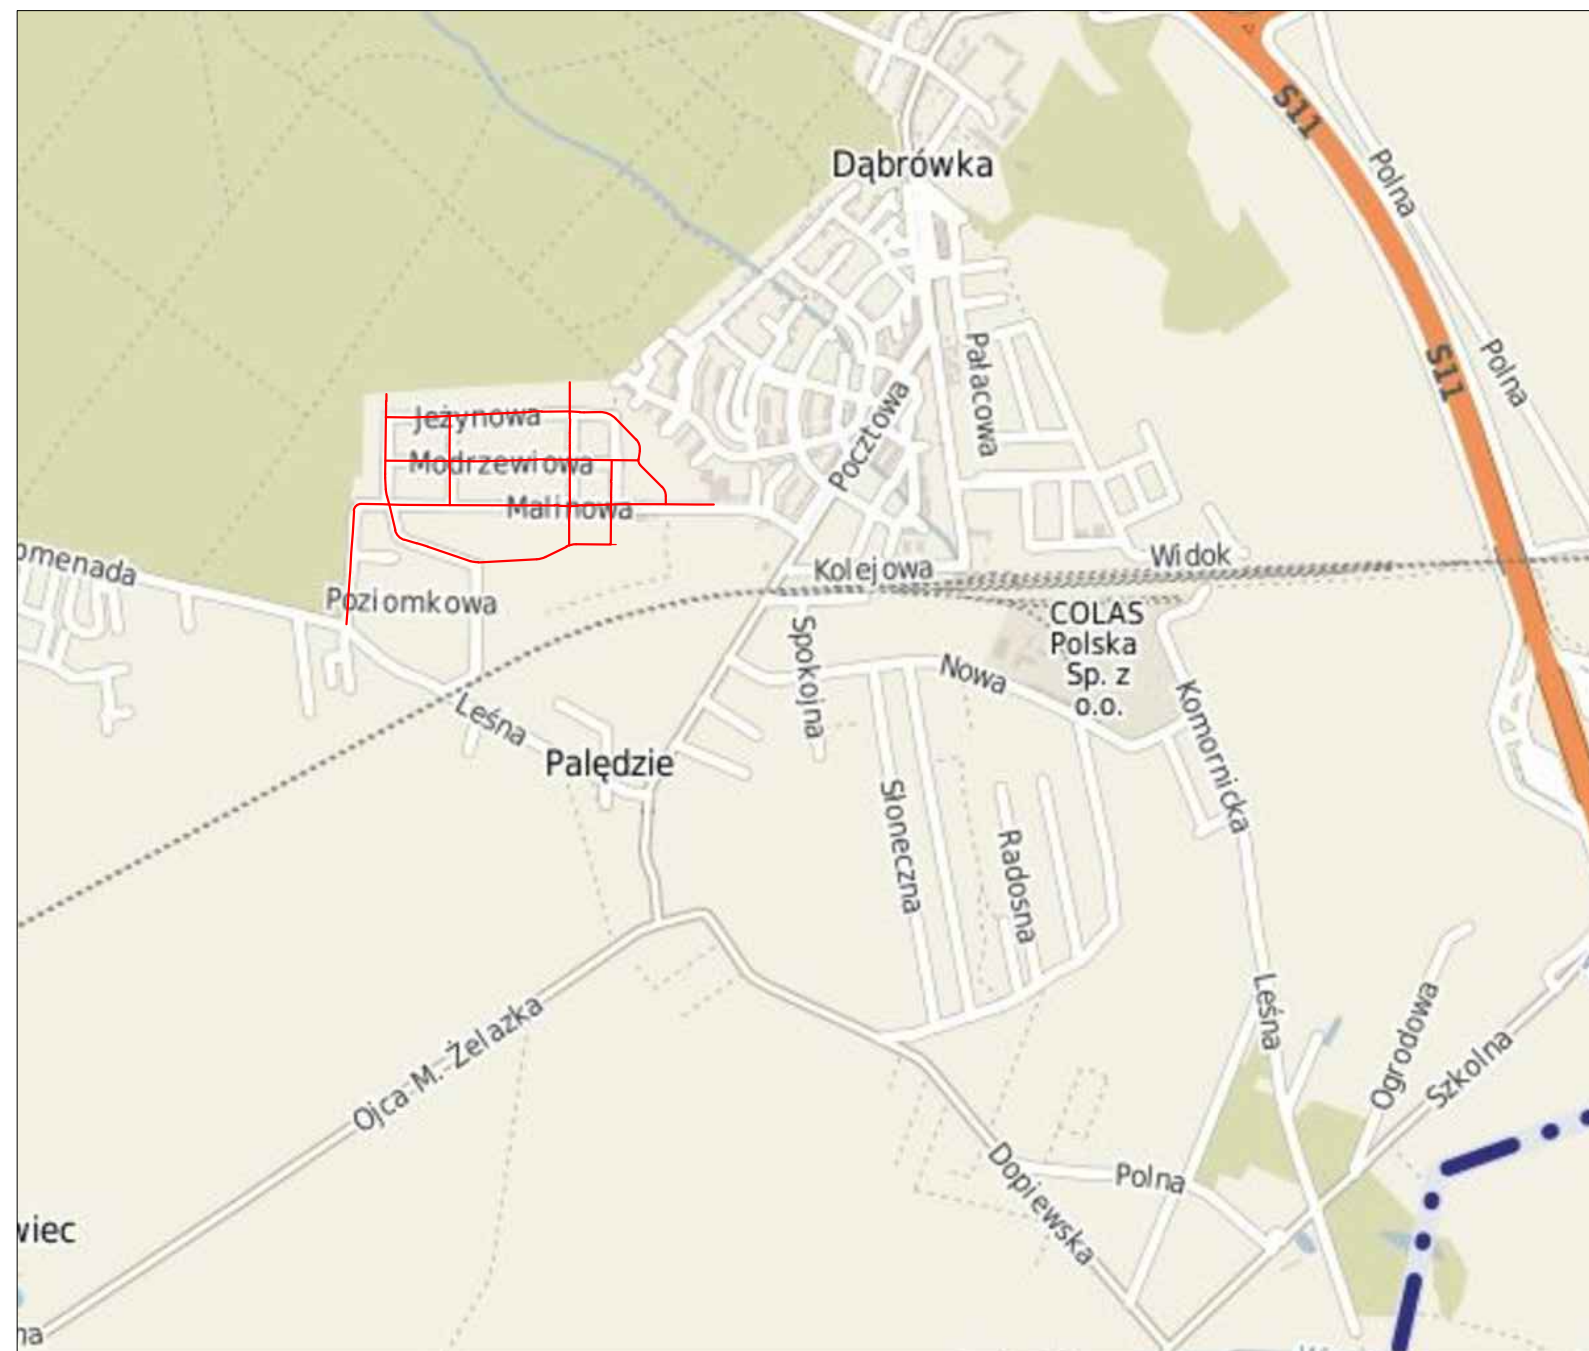 Dąbrówka
S11
Polna
Polna
S11
Pałacowa
Pocztowa
Jeżynowa
Modrzewiowa
Malinowa
omenada
Kolejowa
Widok
Poziomkowa
COLAS
Polska
Sp. z
o.o.
Spokojna
Nowa
Leśna
Komornicka
Palędzie
Słoneczna
Radosna
Leśna
Ogrodowa
Szkolna
Ojca M. Żelazka
Dopiewska
Polna
wiec
na